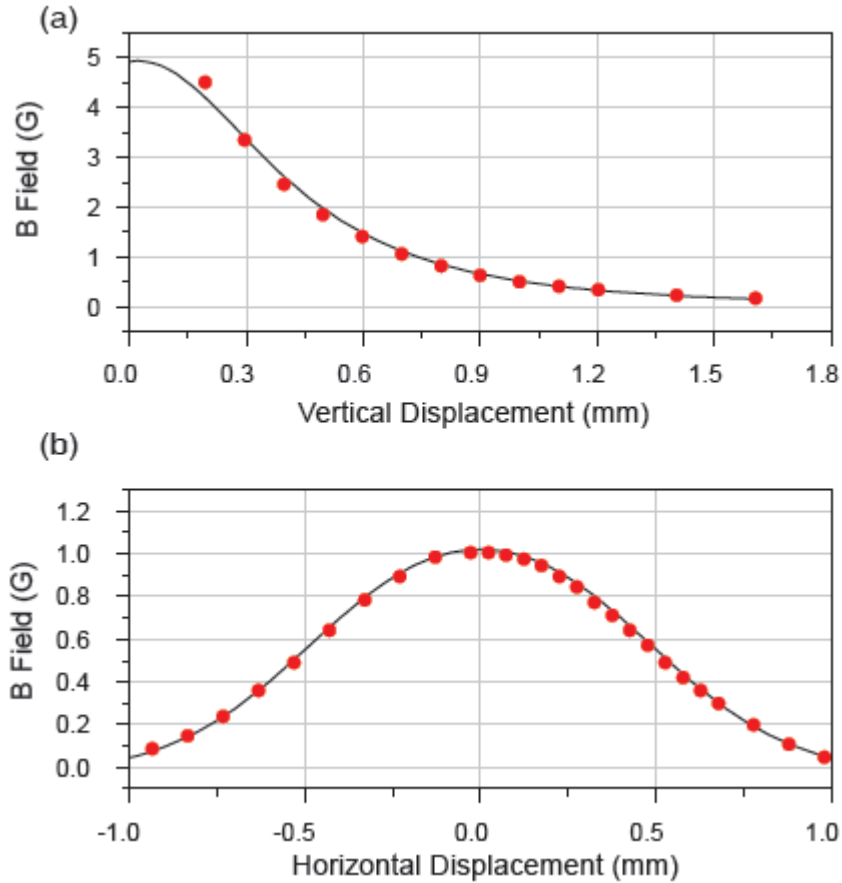 (a)
5
4
3
2
1
0
B Field (G)
0.0 0.3 0.6 0.9 1.2 1.5 1.8
Vertical Displacement (mm)
(b)
1.2
1.0
0.8
0.6
0.4
0.2
0.0
B Field (G)
-1.0 -0.5 0.0 0.5 1.0
Horizontal Displacement (mm)